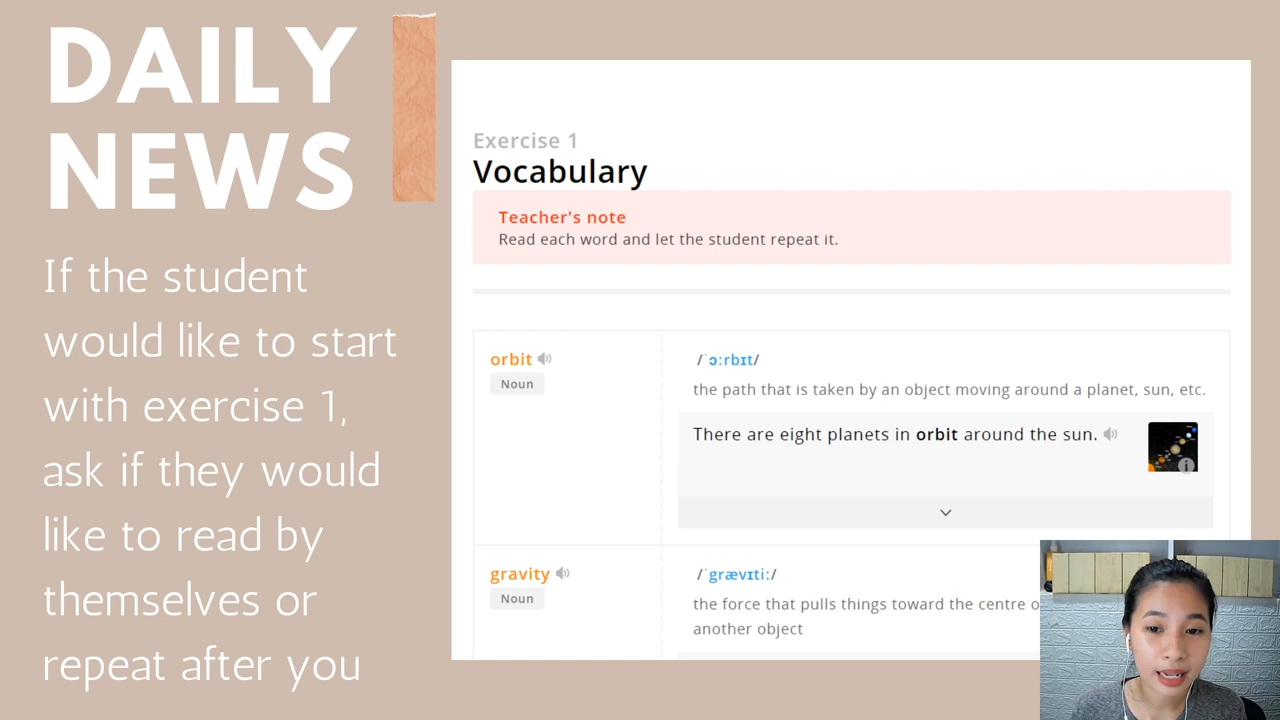 DAILY
NEWS
If the student
would like to start
with exercise 1,
ask if they would
like to read by
themselves or
repeat after you
Exercise 1
Vocabulary
Teacher's note
Read each word and let the student repeat it.
orbit
Noun
/ˈɔːrbɪt/
the path that is taken by an object moving around a planet, sun, etc.
There are eight planets in orbit around the sun.
gravity
Noun
/ˈgrævɪtiː/
the force that pulls things toward the centre
another object